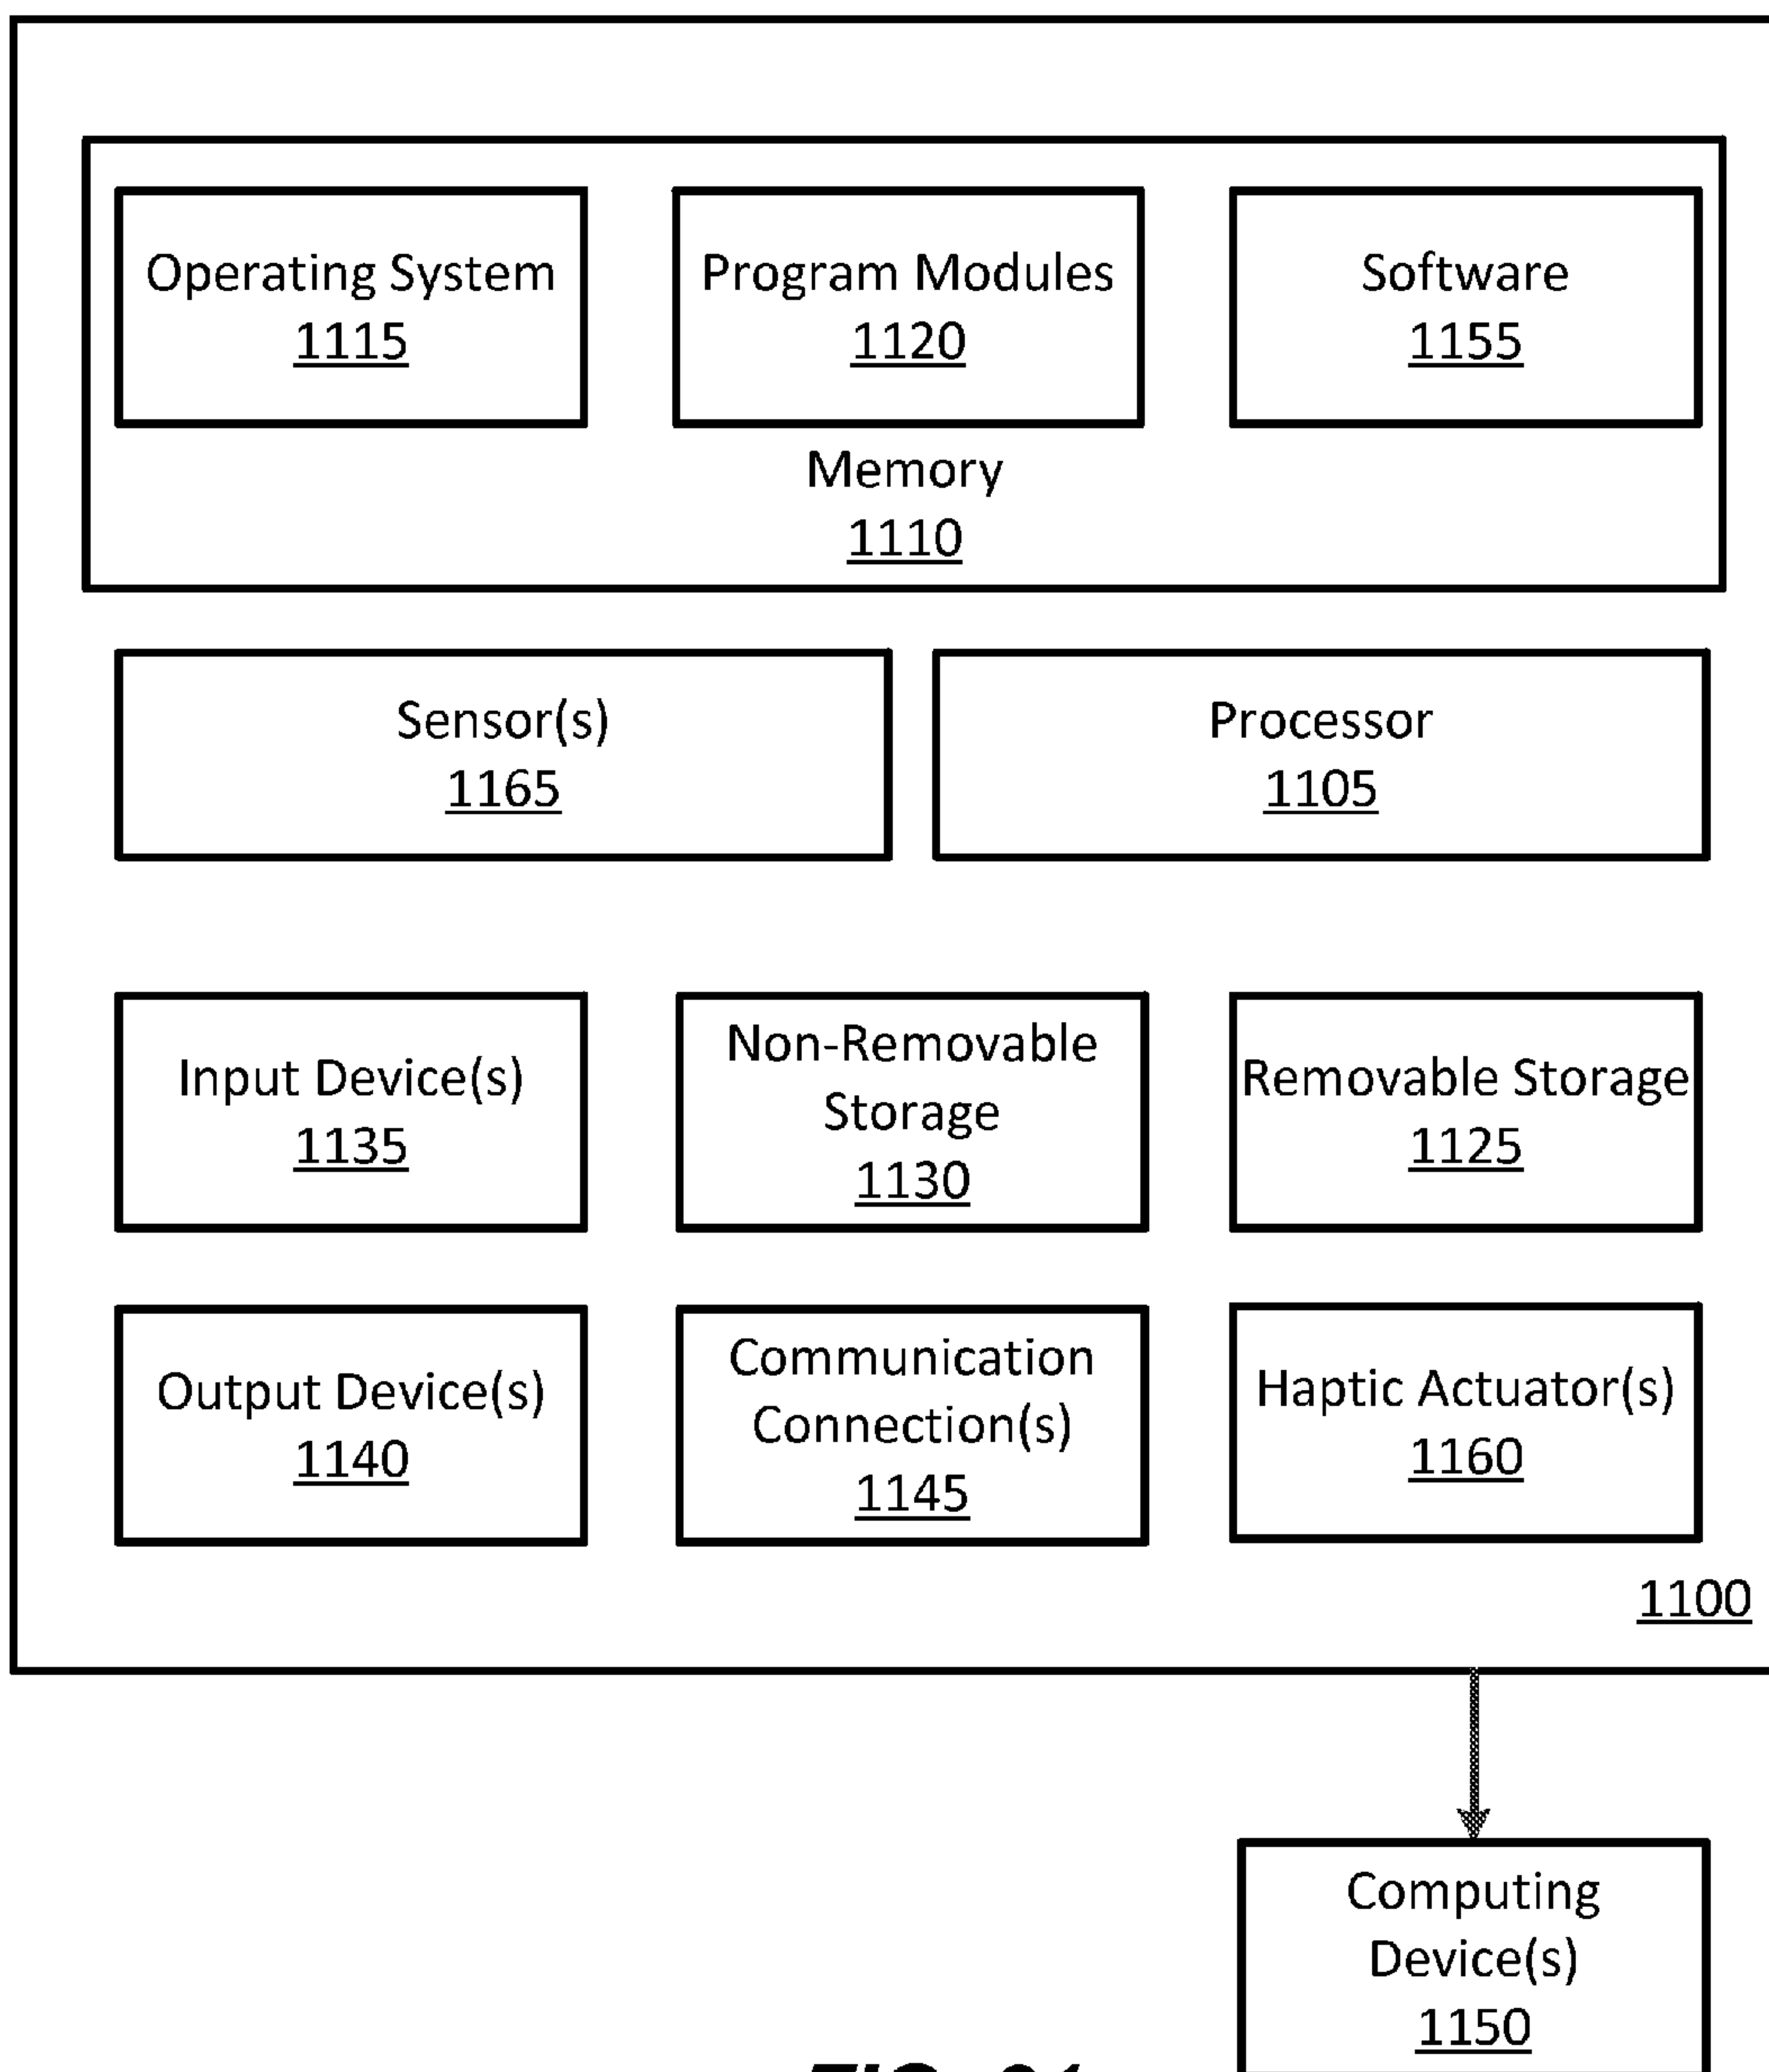 Operating System
1115
Program Modules
1120
Software
1155
Memory
1110
Sensor(s)
1165
Processor
1105
Input Device(s)
1135
Non-Removable
Storage
1130
Removable Storage
1125
Output Device(s)
1140
Communication
Connection(s)
1145
Haptic Actuator(s)
1160
1100
Computing
Device(s)
1150